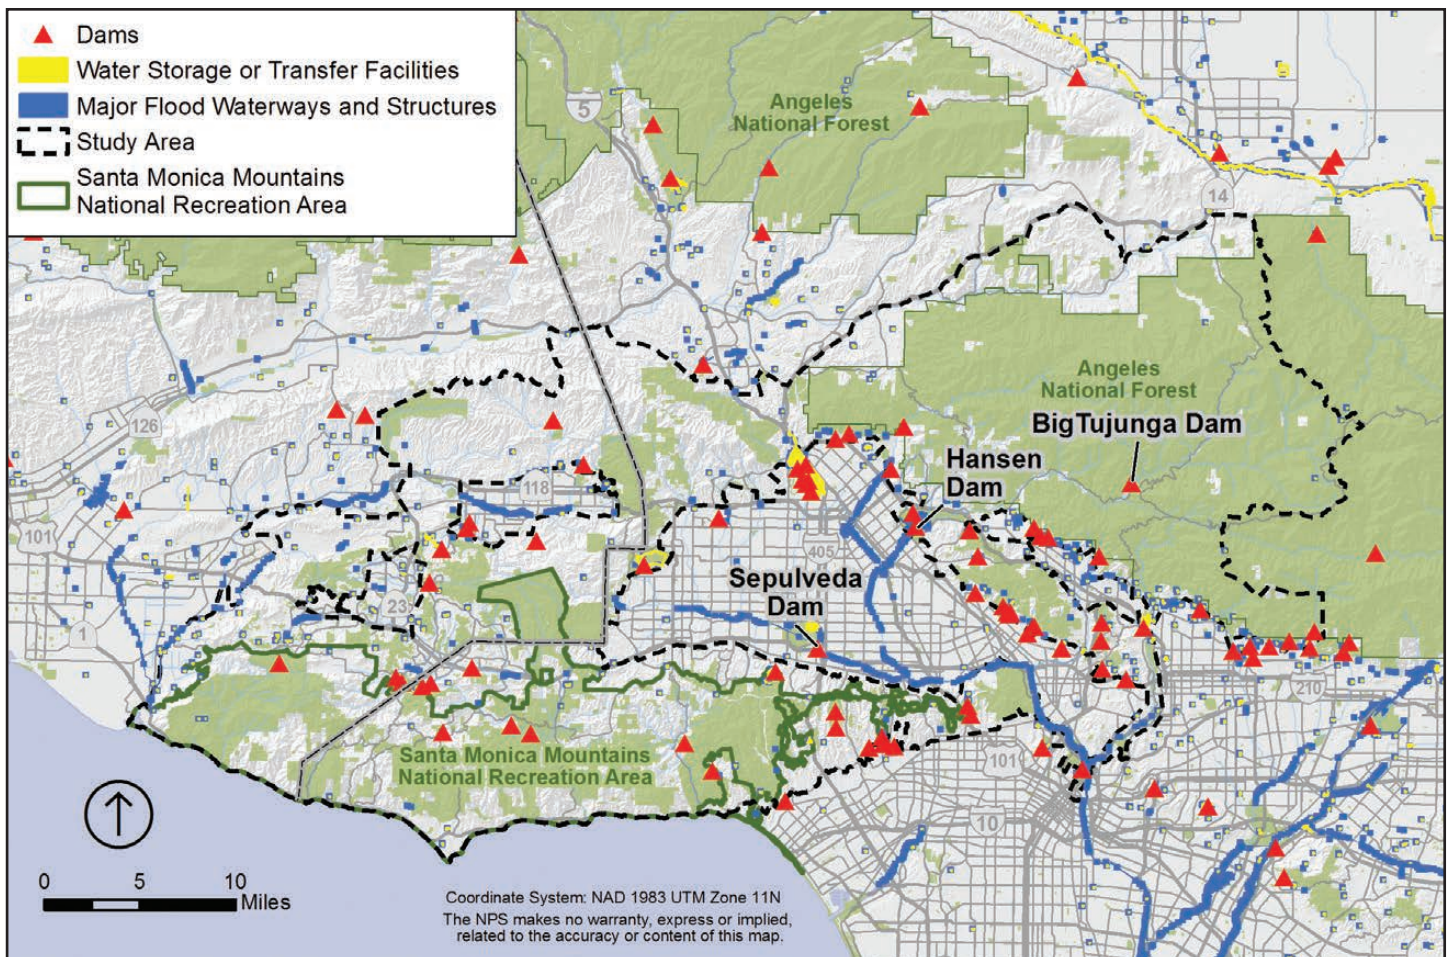 Dams
Water Storage or Transfer Facilities
Major Flood Waterways and Structures
Study Area
Santa Monica Mountains
National Recreation Area
5
Angeles
National Forest
14
Angeles
National Forest
BigTujunga Dam
126
Hansen
Dam
118
101
405
Sepulveda
Dam
23
1
210
Santa Monica Mountains
National Recreation Area
101
10
0 5 10
Miles
Coordinate System: NAD 1983 UTM Zone 11N
The NPS makes no warranty, express or implied,
related to the accuracy or content of this map.